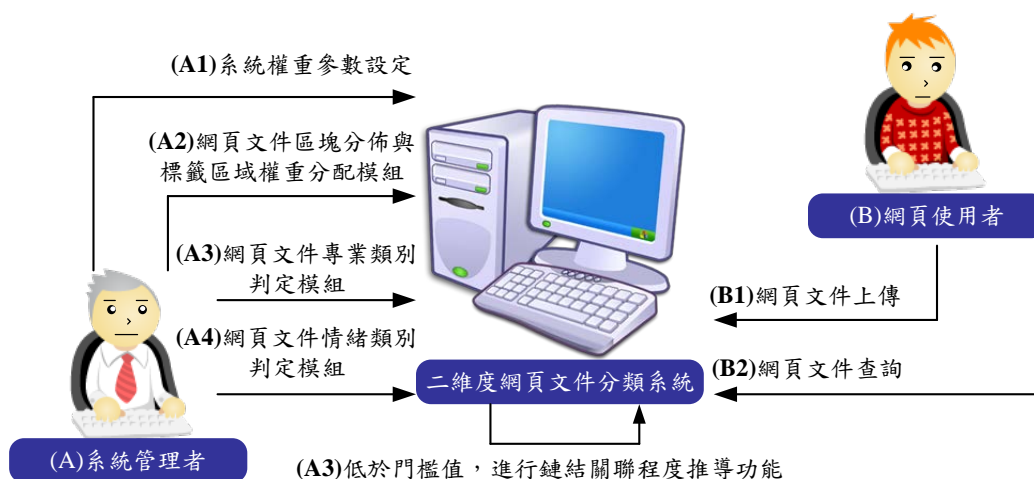 (A1)系統權重參數設定
(A2)網頁文件區塊分佈與
標籤區域權重分配模組
(A3)網頁文件專業類別
判定模組
(A4)網頁文件情緒類別
判定模組
(A)系統管理者
二維度網頁文件分類系統
(A3)低於門檻值，進行鏈結關聯程度推導功能
(B)網頁使用者
(B1)網頁文件上傳
(B2)網頁文件查詢